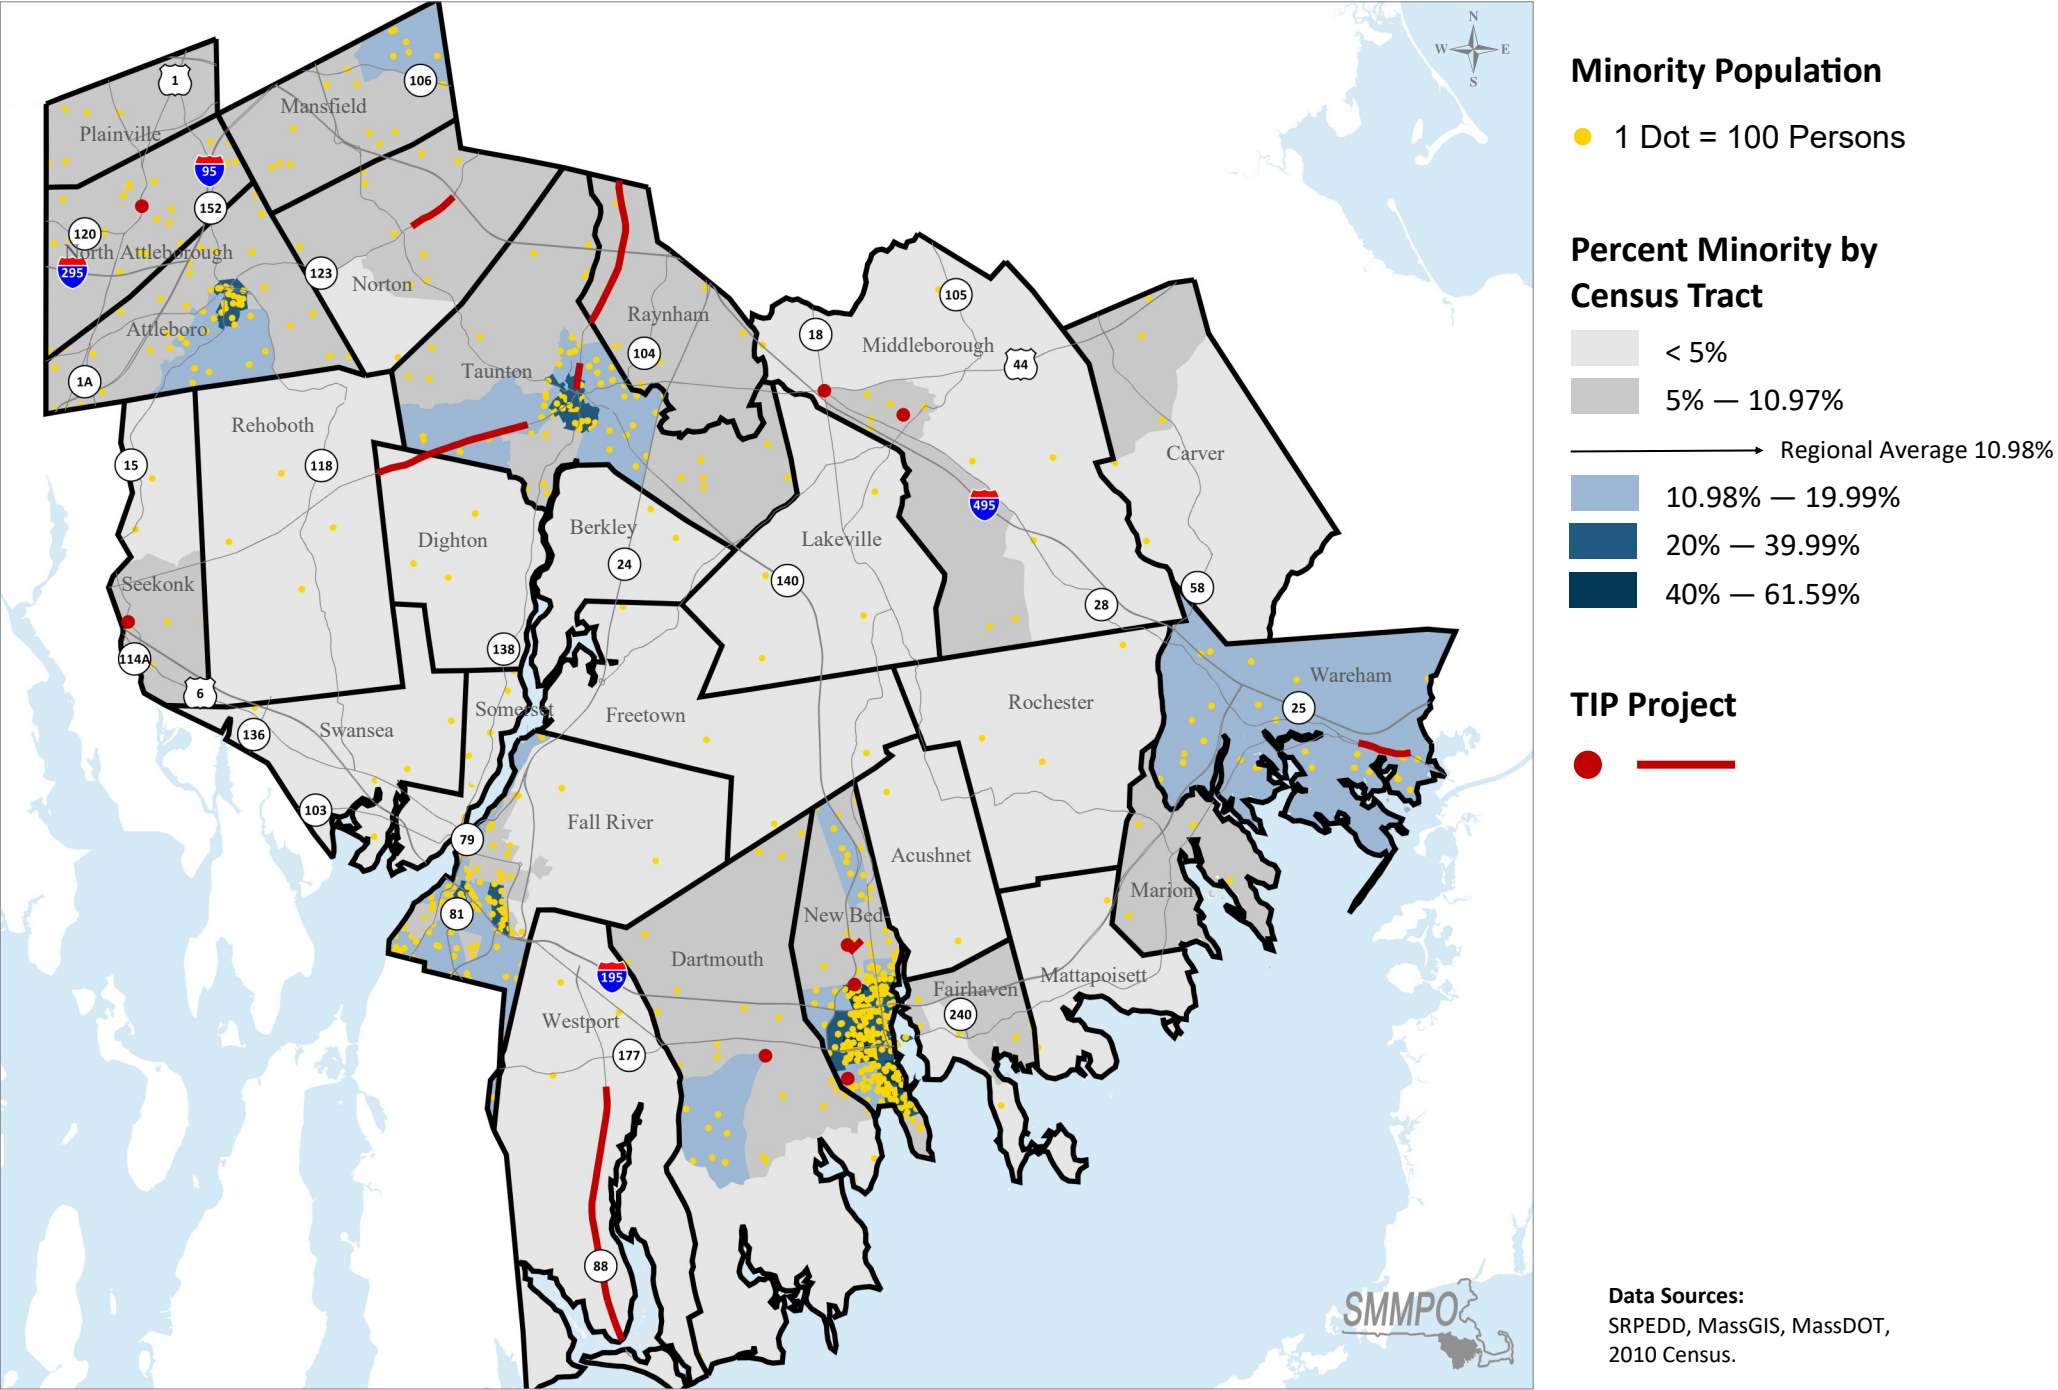 N
W E
S
1
106
Mansfield
Plainville
95
152
120
North Attleborough
295
123
Norton
Attleboro
1A
Raynham
104
Taunton
18
105
Middleborough
44
Rehoboth
15
118
Carver
495
Dighton
Berkley
24
Lakeville
140
Seekonk
58
28
138
114A
6
Wareham
25
Rochester
Somerset
Freetown
136
Swansea
103
79
Fall River
Acushnet
Marion
81
New Bed
Dartmouth
195
Fairhaven
Mattapoisett
240
Westport
177
88
SMMPO
Minority Population
1 Dot = 100 Persons
Percent Minority by
Census Tract
< 5%
5% — 10.97%
Regional Average 10.98%
10.98% — 19.99%
20% — 39.99%
40% — 61.59%
TIP Project
Data Sources:
SRPEDD, MassGIS, MassDOT,
2010 Census.